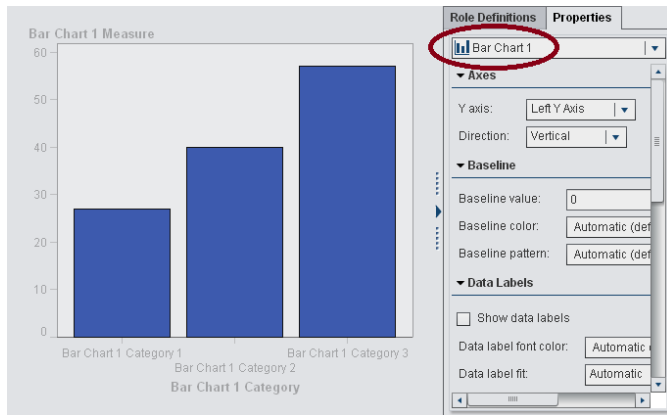 Bar Chart 1 Measure
60
50
40
30
20
10
0
Bar Chart 1 Category 1
Bar Chart 1 Category 2
Bar Chart 1 Category 3
Bar Chart 1 Category
Role Definitions Properties
Bar Chart 1
Axes
Y axis: Left Y Axis
Direction: Vertical
Baseline
Baseline value: 0
Baseline color: Automatic (def
Baseline pattern: Automatic (def
Data Labels
Show data labels
Data label font color: Automatic
Data label fit: Automatic